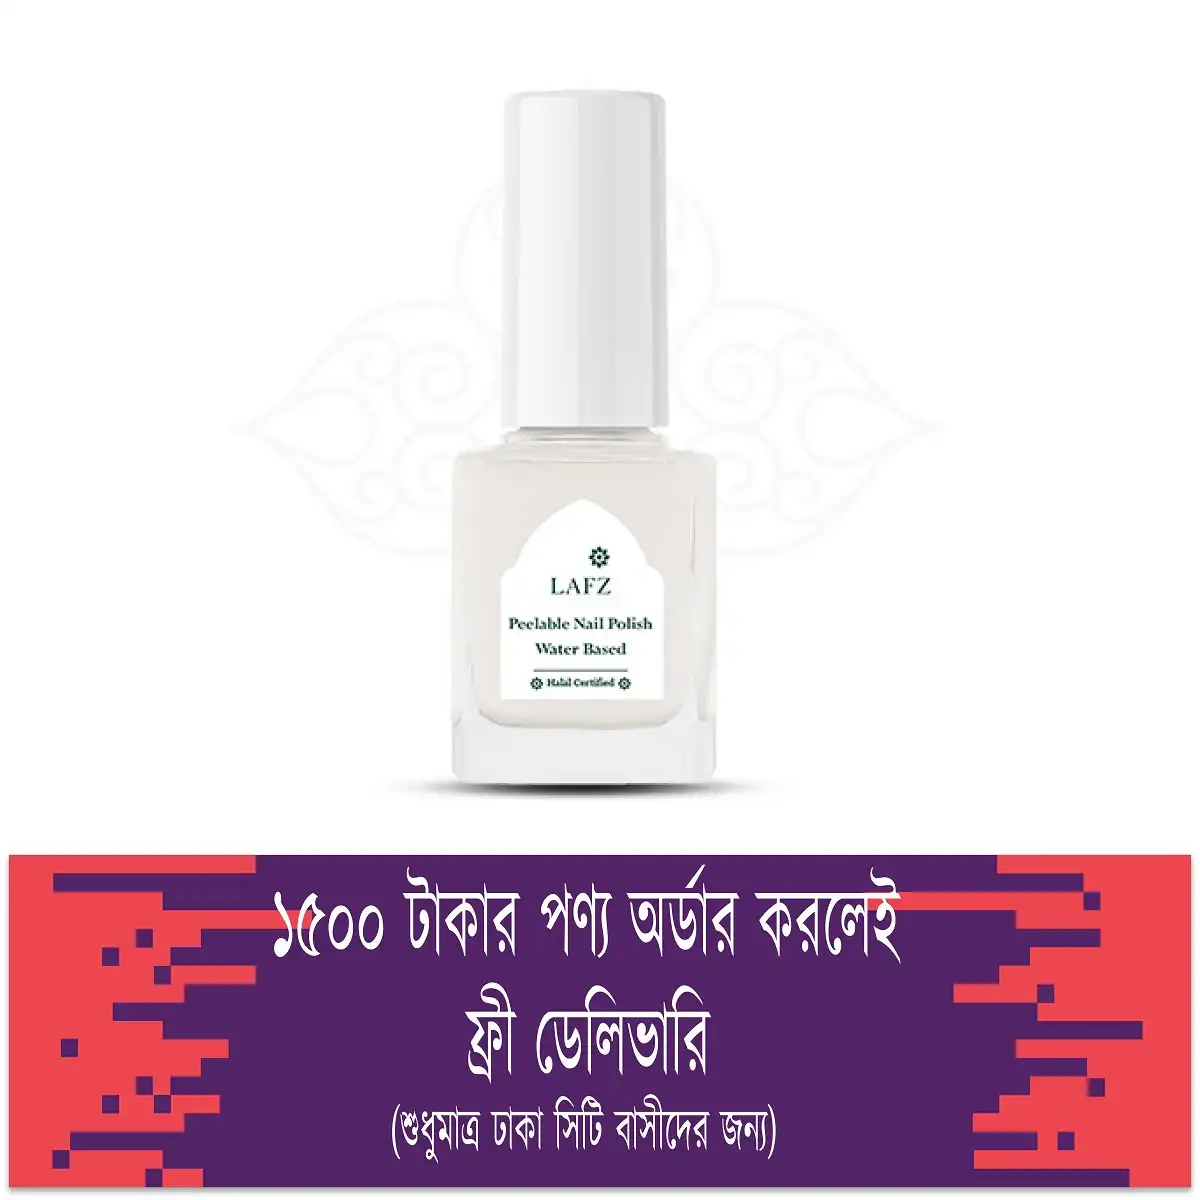 LAFZ
Peelable Nail Polish
Water Based
Halal Certified
১৫০০ টাকার পণ্য অর্ডার করলেই
ফ্রী ডেলিভারি
(শুধুমাত্র ঢাকা সিটি বাসীদের জন্য)